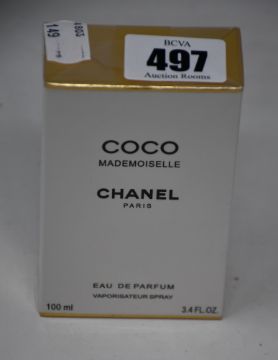 BCVA
497
Auction Rooms
149
COCO
MADEMOISELLE
CHANEL
PARIS
EAU DE PARFUM
VAPORISATEUR SPRAY
100 ml 3.4 FL.OZ.